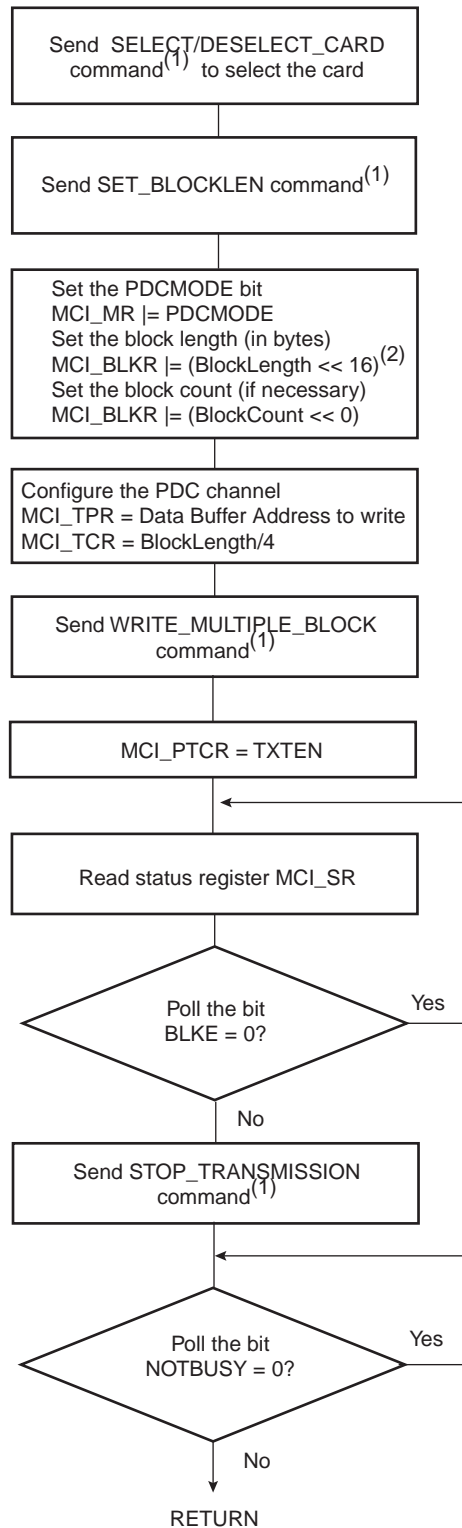 Send SELECT/DESELECT_CARD
command(1) to select the card
Send SET_BLOCKLEN command(1)
Set the PDCMODE bit
MCI_MR |= PDCMODE
Set the block length (in bytes)
MCI_BLKR |= (BlockLength << 16)(2)
Set the block count (if necessary)
MCI_BLKR |= (BlockCount << 0)
Configure the PDC channel
MCI_TPR = Data Buffer Address to write
MCI_TCR = BlockLength/4
Send WRITE_MULTIPLE_BLOCK
command(1)
MCI_PTCR = TXTEN
Read status register MCI_SR
Poll the bit
BLKE = 0?
Yes
No
Send STOP_TRANSMISSION
command(1)
Poll the bit
NOTBUSY = 0?
Yes
No
RETURN